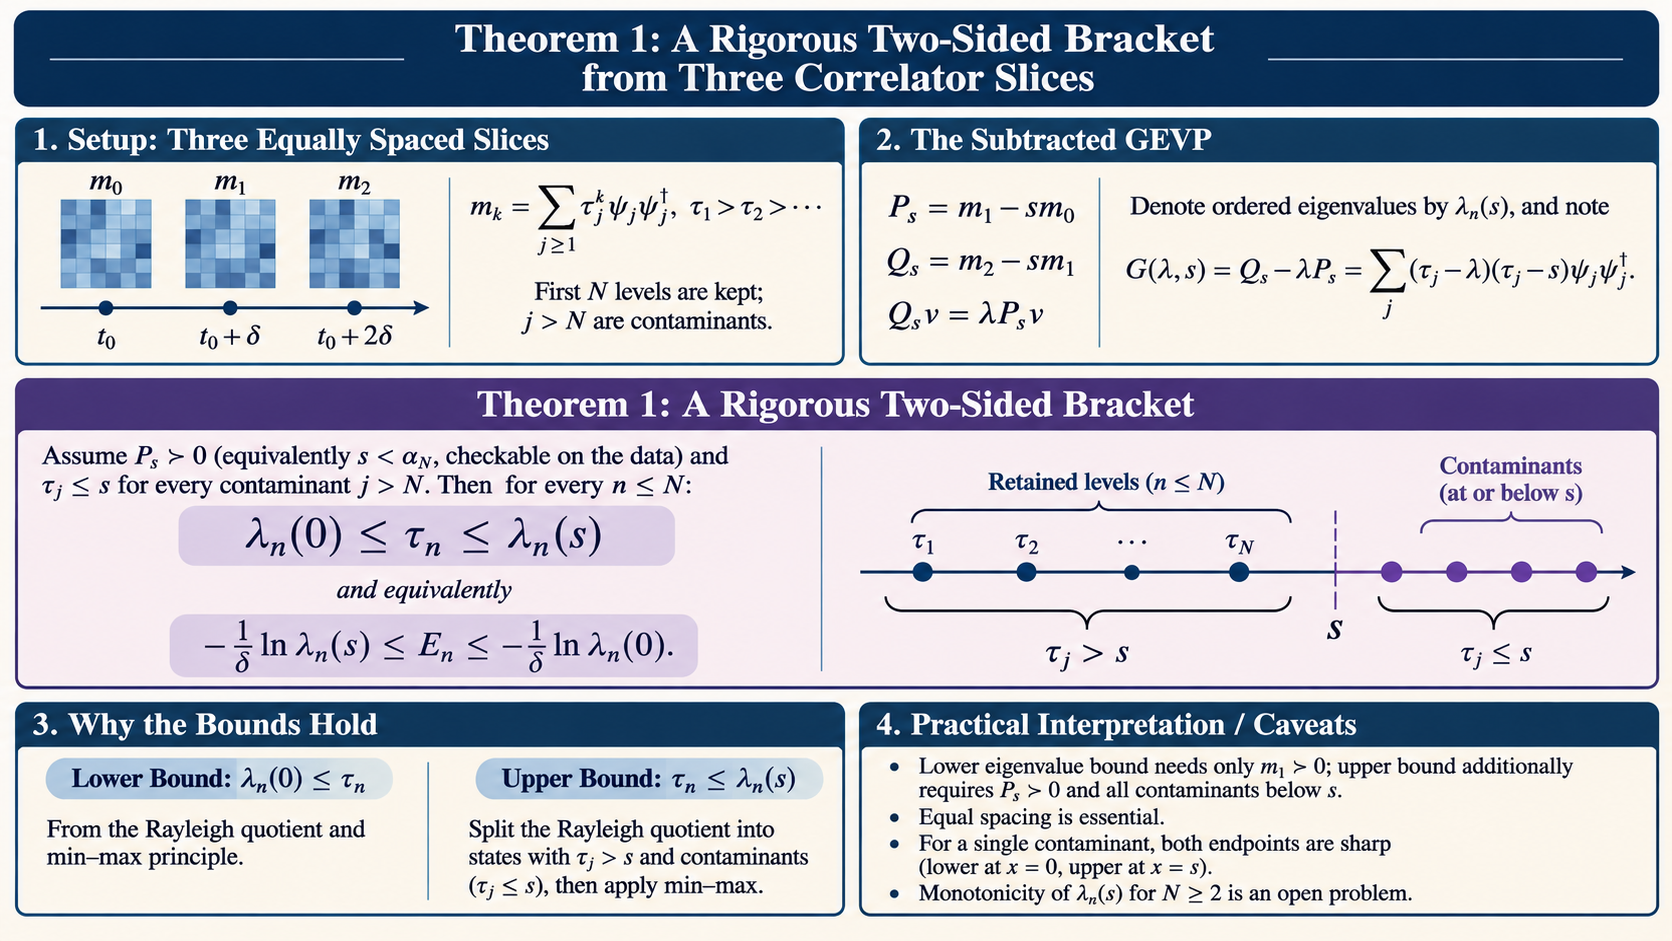 Theorem 1: A Rigorous Two-Sided Bracket
from Three Correlator Slices
1. Setup: Three Equally Spaced Slices
m₀ m₁ m₂
t₀ t₀ + δ t₀ + 2δ
mₖ = ∑_{j≥1} τⱼᵏ ψⱼψⱼ†, τ₁ > τ₂ > ···
First N levels are kept;
j > N are contaminants.
2. The Subtracted GEVP
Pₛ = m₁ − sm₀
Qₛ = m₂ − sm₁
Qₛv = λPₛv
Denote ordered eigenvalues by λₙ(s), and note
G(λ, s) = Qₛ − λPₛ = ∑_j (τⱼ − λ)(τⱼ − s)ψⱼψⱼ†.
Theorem 1: A Rigorous Two-Sided Bracket
Assume Pₛ ≻ 0 (equivalently s < α_N, checkable on the data) and
τⱼ ≤ s for every contaminant j > N. Then for every n ≤ N:
λₙ(0) ≤ τₙ ≤ λₙ(s)
and equivalently
−(1/δ) ln λₙ(s) ≤ Eₙ ≤ −(1/δ) ln λₙ(0).
Retained levels (n ≤ N)
τ₁ τ₂ ··· τ_N
τⱼ > s
s
Contaminants
(at or below s)
τⱼ ≤ s
3. Why the Bounds Hold
Lower Bound: λₙ(0) ≤ τₙ
From the Rayleigh quotient and
min–max principle.
Upper Bound: τₙ ≤ λₙ(s)
Split the Rayleigh quotient into
states with τⱼ > s and contaminants
(τⱼ ≤ s), then apply min–max.
4. Practical Interpretation / Caveats
• Lower eigenvalue bound needs only m₁ ≻ 0; upper bound additionally
requires Pₛ ≻ 0 and all contaminants below s.
• Equal spacing is essential.
• For a single contaminant, both endpoints are sharp
(lower at x = 0, upper at x = s).
• Monotonicity of λₙ(s) for N ≥ 2 is an open problem.